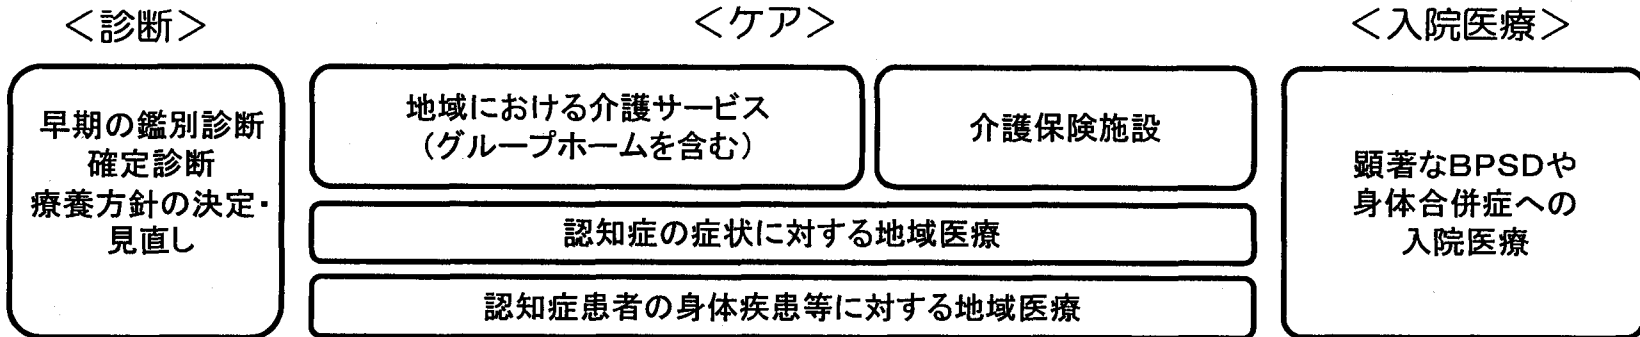 ＜診断＞
＜ケア＞
＜入院医療＞
早期の鑑別診断
確定診断
療養方針の決定・
見直し
地域における介護サービス
（グループホームを含む）
介護保険施設
認知症の症状に対する地域医療
認知症患者の身体疾患等に対する地域医療
顕著なBPSDや
身体合併症への
入院医療